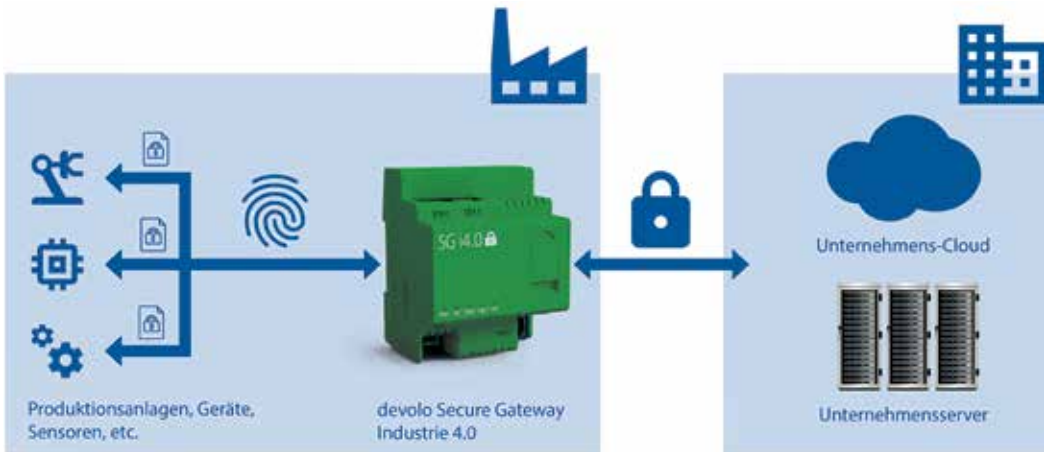 SG i4.0
Produktionsanlagen, Geräte,
Sensoren, etc.
devolo Secure Gateway
Industrie 4.0
Unternehmens-Cloud
Unternehmensserver